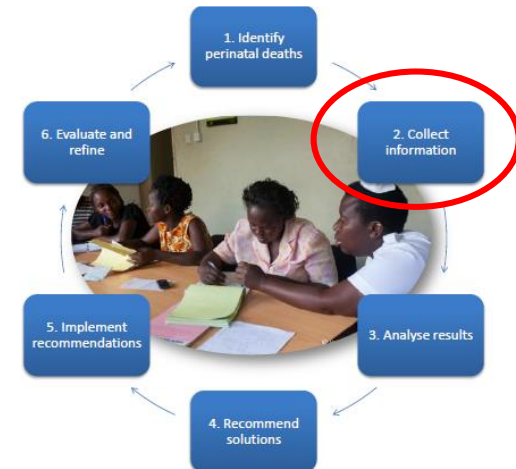 1. Identify
perinatal deaths
2. Collect
information
3. Analyse results
4. Recommend
solutions
5. Implement
recommendations
6. Evaluate and
refine